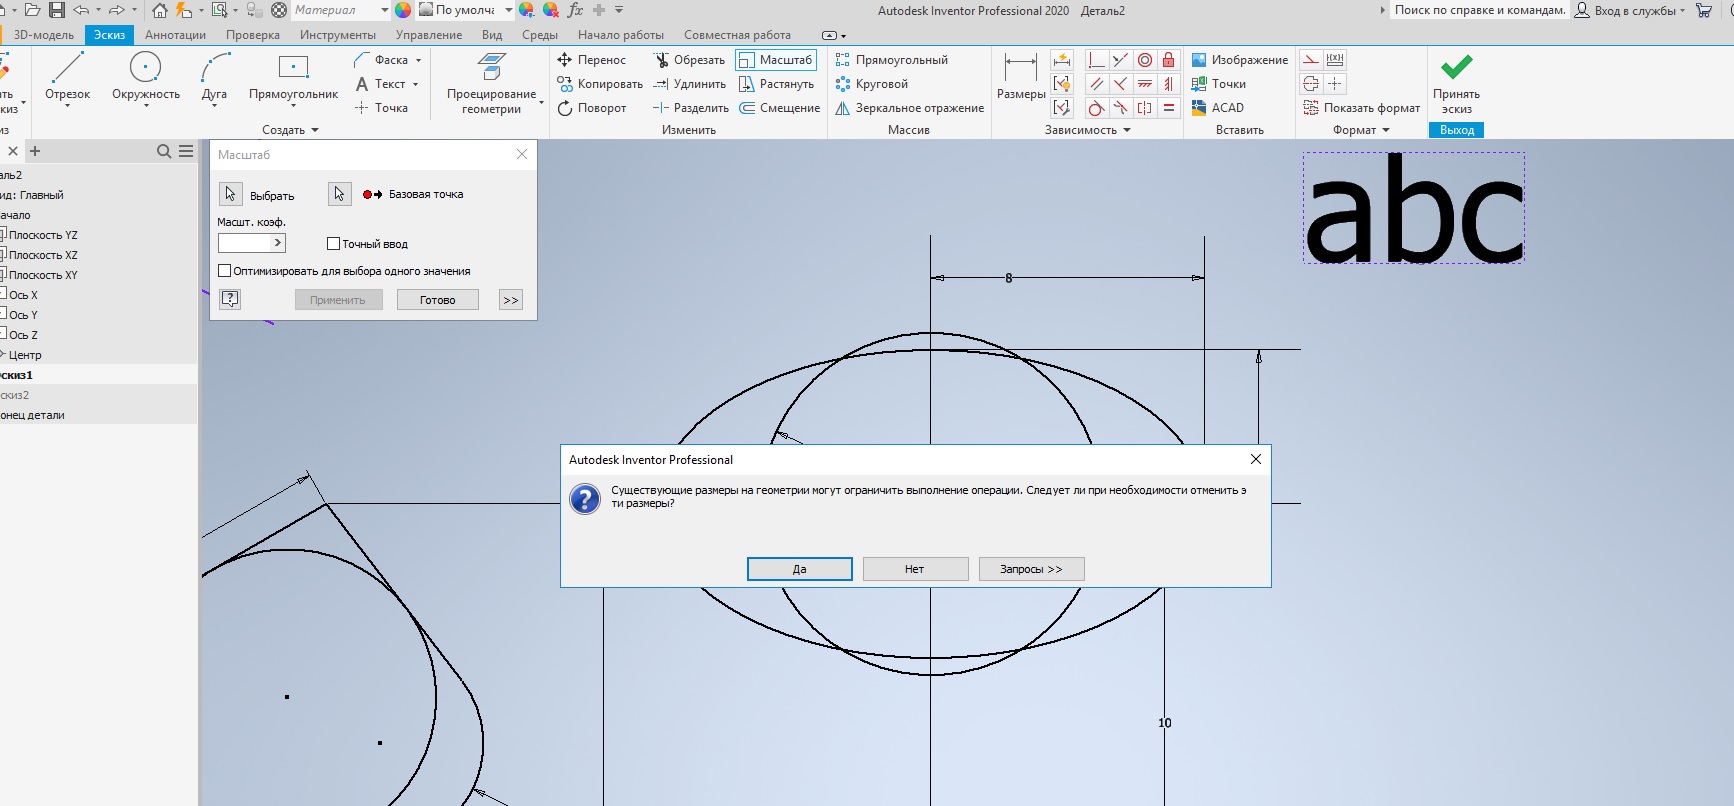 Материал
По умолча
fx
Autodesk Inventor Professional 2020 Деталь2
Поиск по справке и командам.
Вход в службы
3D-модель Эскиз Аннотации Проверка Инструменты Управление Вид Среды Начало работы Совместная работа
Отрезок
Окружность
Дуга
Прямоугольник
Фаска
Текст
Точка
Создать
Проецирование
геометрии
Перенос
Копировать
Поворот
Обрезать
Удлинить
Разделить
Масштаб
Растянуть
Смещение
Изменить
Прямоугольный
Круговой
Зеркальное отражение
Массив
Размеры
Зависимость
Изображение
Точки
ACAD
Вставить
Показать формат
Формат
Принять
эскиз
Выход
аль2
ид: Главный
ачало
Плоскость YZ
Плоскость XZ
Плоскость XY
Ось X
Ось Y
Ось Z
Центр
скиз1
скиз2
онец детали
Масштаб
Выбрать
Базовая точка
Масшт. коэф.
Точный ввод
Оптимизировать для выбора одного значения
Применить
Готово
>>
abc
8
Autodesk Inventor Professional
Существующие размеры на геометрии могут ограничить выполнение операции. Следует ли при необходимости отменить э
ти размеры?
Да
Нет
Запросы >>
10